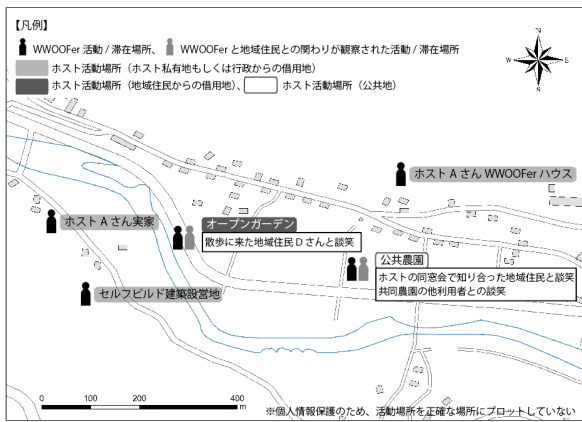 【凡例】
WWOOFer 活動 / 滞在場所、 WWOOFer と地域住民との関わりが観察された活動 / 滞在場所
ホスト活動場所（ホスト私有地もしくは行政からの借用地）
ホスト活動場所（地域住民からの借用地）、 ホスト活動場所（公共地）
N
W E
S
ホスト A さん WWOOFer ハウス
ホスト A さん実家
オープンガーデン
散歩に来た地域住民 D さんと談笑
公共農園
ホストの同窓会で知り合った地域住民と談笑
共同農園の他利用者との談笑
セルフビルド建築設営地
0 100 200 400
m
※個人情報保護のため、活動場所を正確な場所にプロットしていない